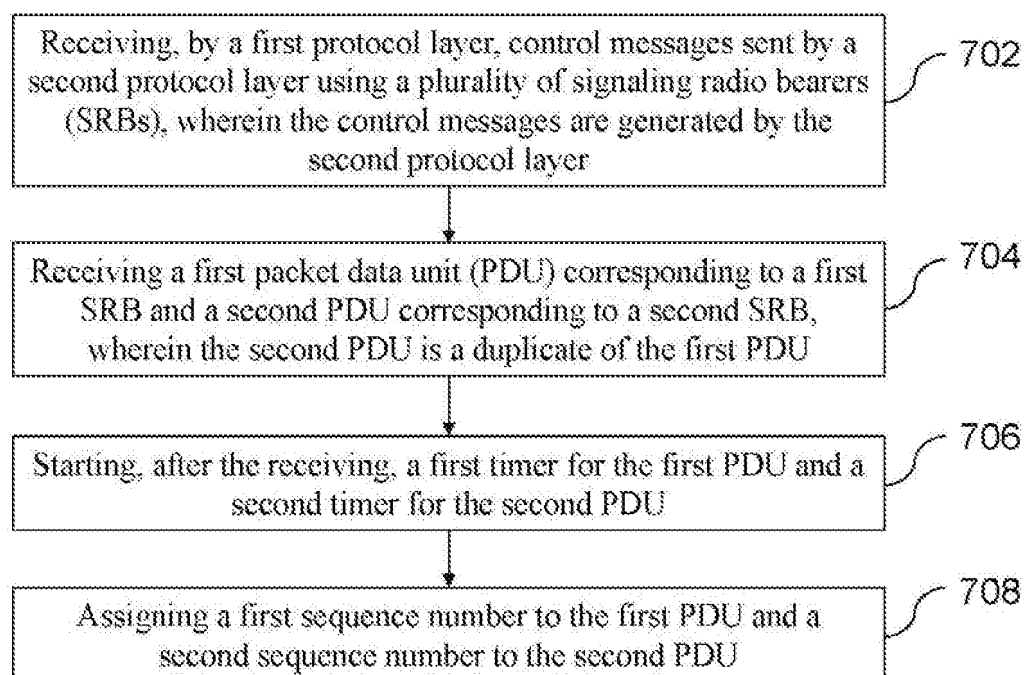 Receiving, by a first protocol layer, control messages sent by a
second protocol layer using a plurality of signaling radio bearers
(SRBs), wherein the control messages are generated by the
second protocol layer
702
Receiving a first packet data unit (PDU) corresponding to a first
SRB and a second PDU corresponding to a second SRB,
wherein the second PDU is a duplicate of the first PDU
704
Starting, after the receiving, a first timer for the first PDU and a
second timer for the second PDU
706
Assigning a first sequence number to the first PDU and a
second sequence number to the second PDU
708